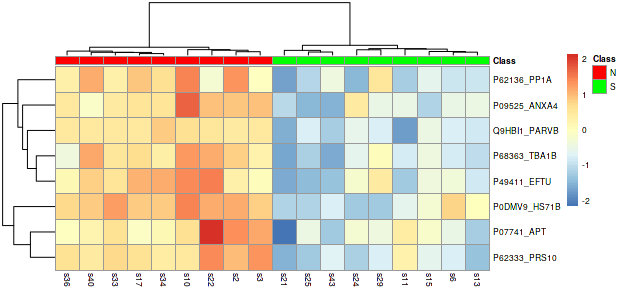 Class
P62136_PP1A
P09525_ANXA4
Q9HBI1_PARVB
P68363_TBA1B
P49411_EFTU
P0DMV9_HS71B
P07741_APT
P62333_PRS10
s36 s40 s33 s17 s34 s10 s22 s2 s3 s21 s25 s43 s24 s29 s11 s15 s6 s13
2
1
0
-1
-2
Class
N
S